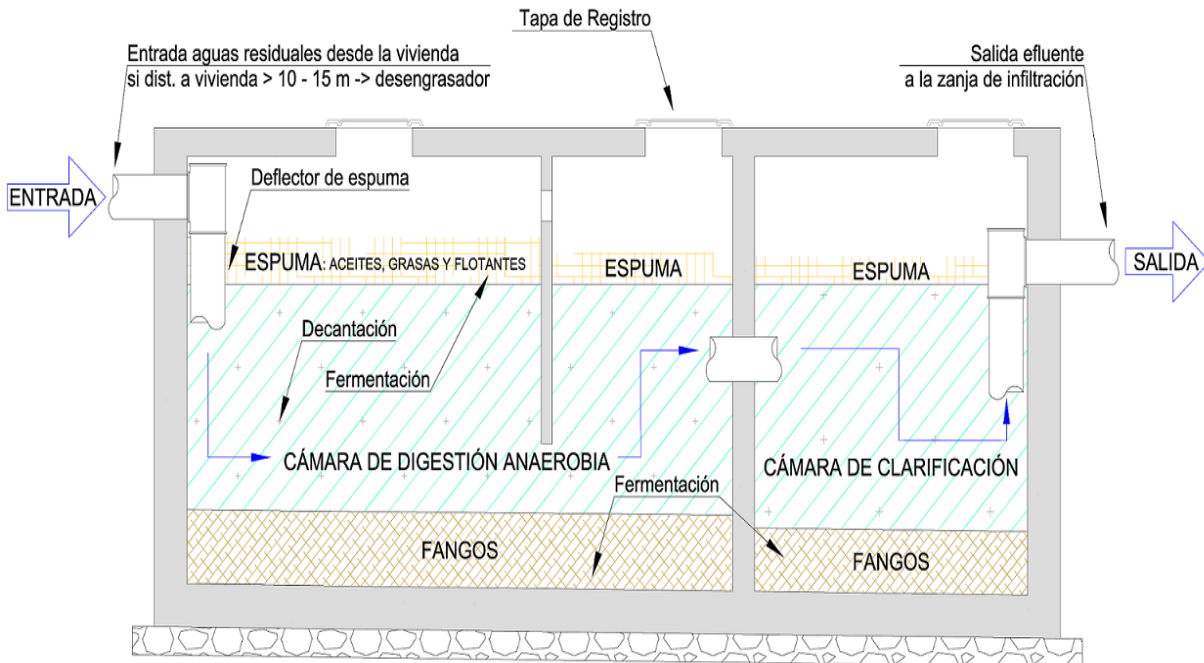 Tapa de Registro
Entrada aguas residuales desde la vivienda
si dist. a vivienda > 10 - 15 m -> desengrasador
Salida efluente
a la zanja de infiltración
Deflector de espuma
ENTRADA
ESPUMA: ACEITES, GRASAS Y FLOTANTES
ESPUMA
ESPUMA
SALIDA
Decantación
Fermentación
CÁMARA DE DIGESTIÓN ANAEROBIA
CÁMARA DE CLARIFICACIÓN
Fermentación
FANGOS
FANGOS